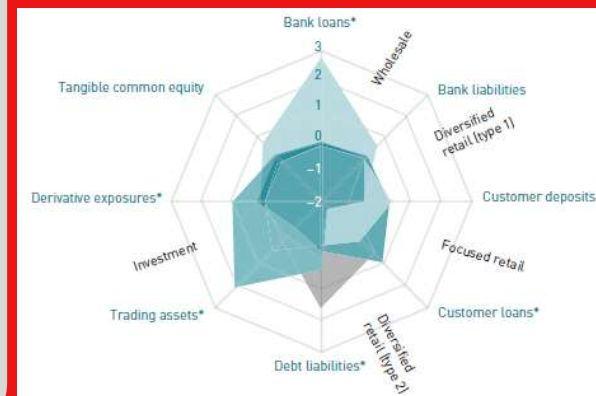 Bank loans*
3
2
1
0
–1
–2
Wholesale
Tangible common equity
Bank liabilities
Diversified
retail (type 1)
Derivative exposures*
Customer deposits
Investment
Focused retail
Trading assets*
Customer loans*
Diversified
retail (type 2)
Debt liabilities*